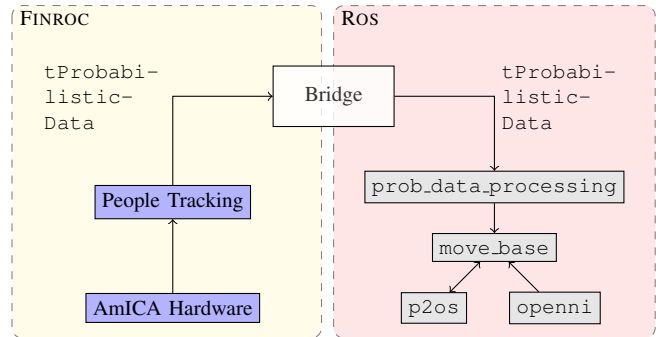 FINROC
ROS
tProbabi-
listic-
Data
Bridge
tProbabi-
listic-
Data
People Tracking
prob_data_processing
move_base
AmICA Hardware
p2os
openni